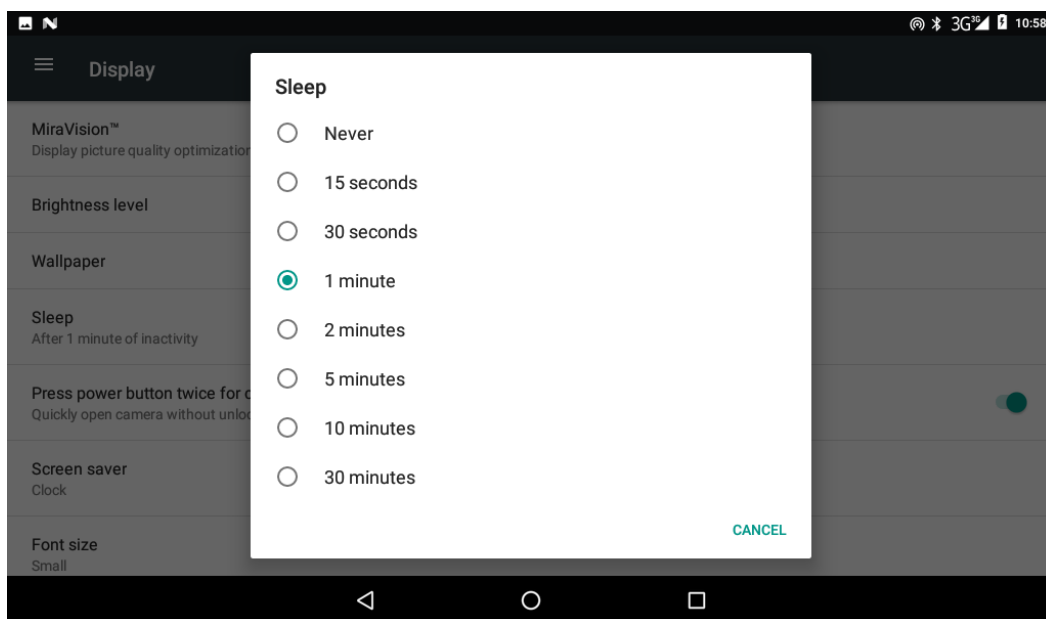 3G 3G 10:58
Display
MiraVision™
Display picture quality optimization
Brightness level
Wallpaper
Sleep
After 1 minute of inactivity
Press power button twice for
Quickly open camera without
Screen saver
Clock
Font size
Small
Sleep
Never
15 seconds
30 seconds
1 minute
2 minutes
5 minutes
10 minutes
30 minutes
CANCEL